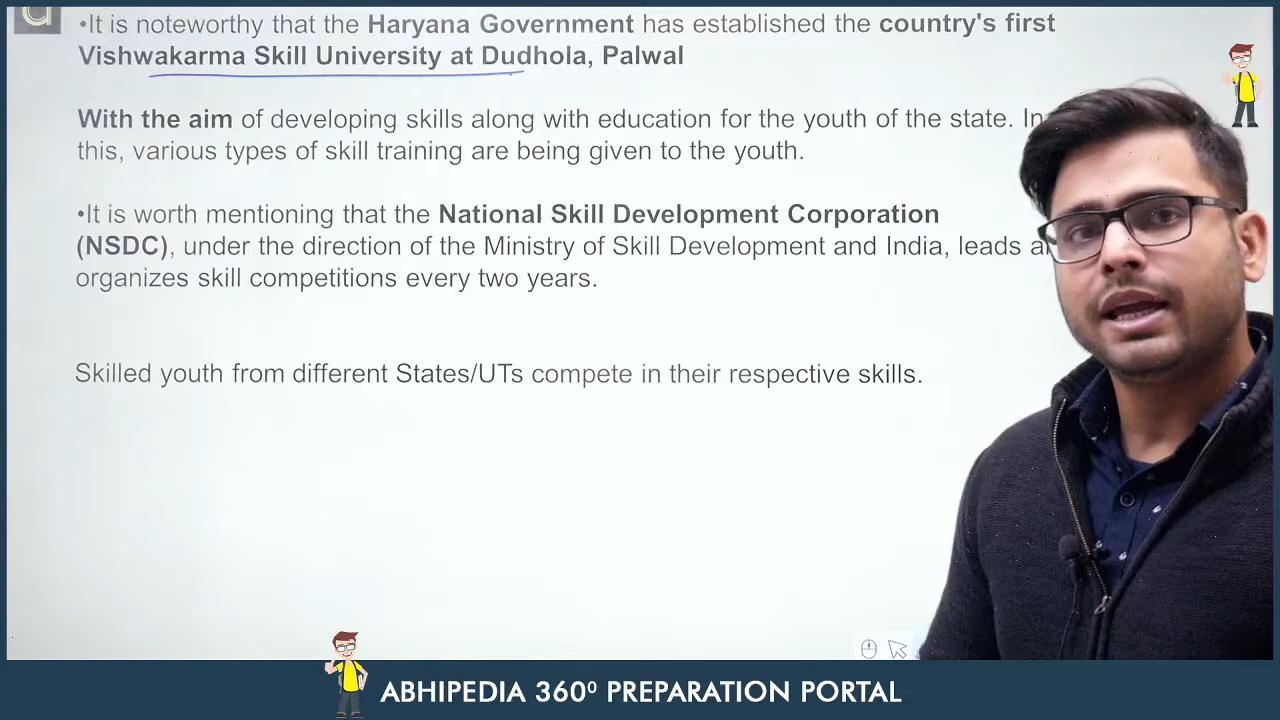 •It is noteworthy that the Haryana Government has established the country's first
Vishwakarma Skill University at Dudhola, Palwal
With the aim of developing skills along with education for the youth of the state. In
this, various types of skill training are being given to the youth.
•It is worth mentioning that the National Skill Development Corporation
(NSDC), under the direction of the Ministry of Skill Development and India, leads
organizes skill competitions every two years.
Skilled youth from different States/UTs compete in their respective skills.
ABHIPEDIA 360⁰ PREPARATION PORTAL